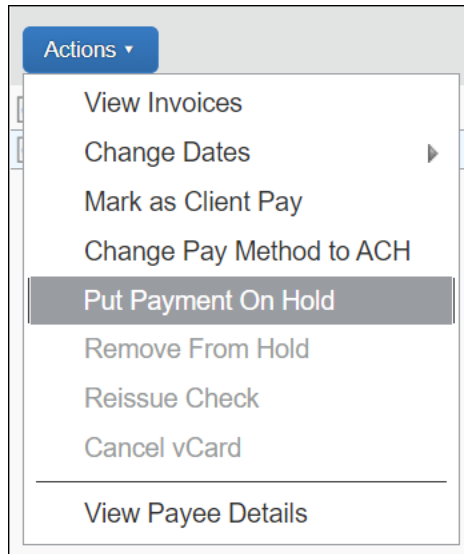 Actions
View Invoices
Change Dates
Mark as Client Pay
Change Pay Method to ACH
Put Payment On Hold
Remove From Hold
Reissue Check
Cancel vCard
View Payee Details